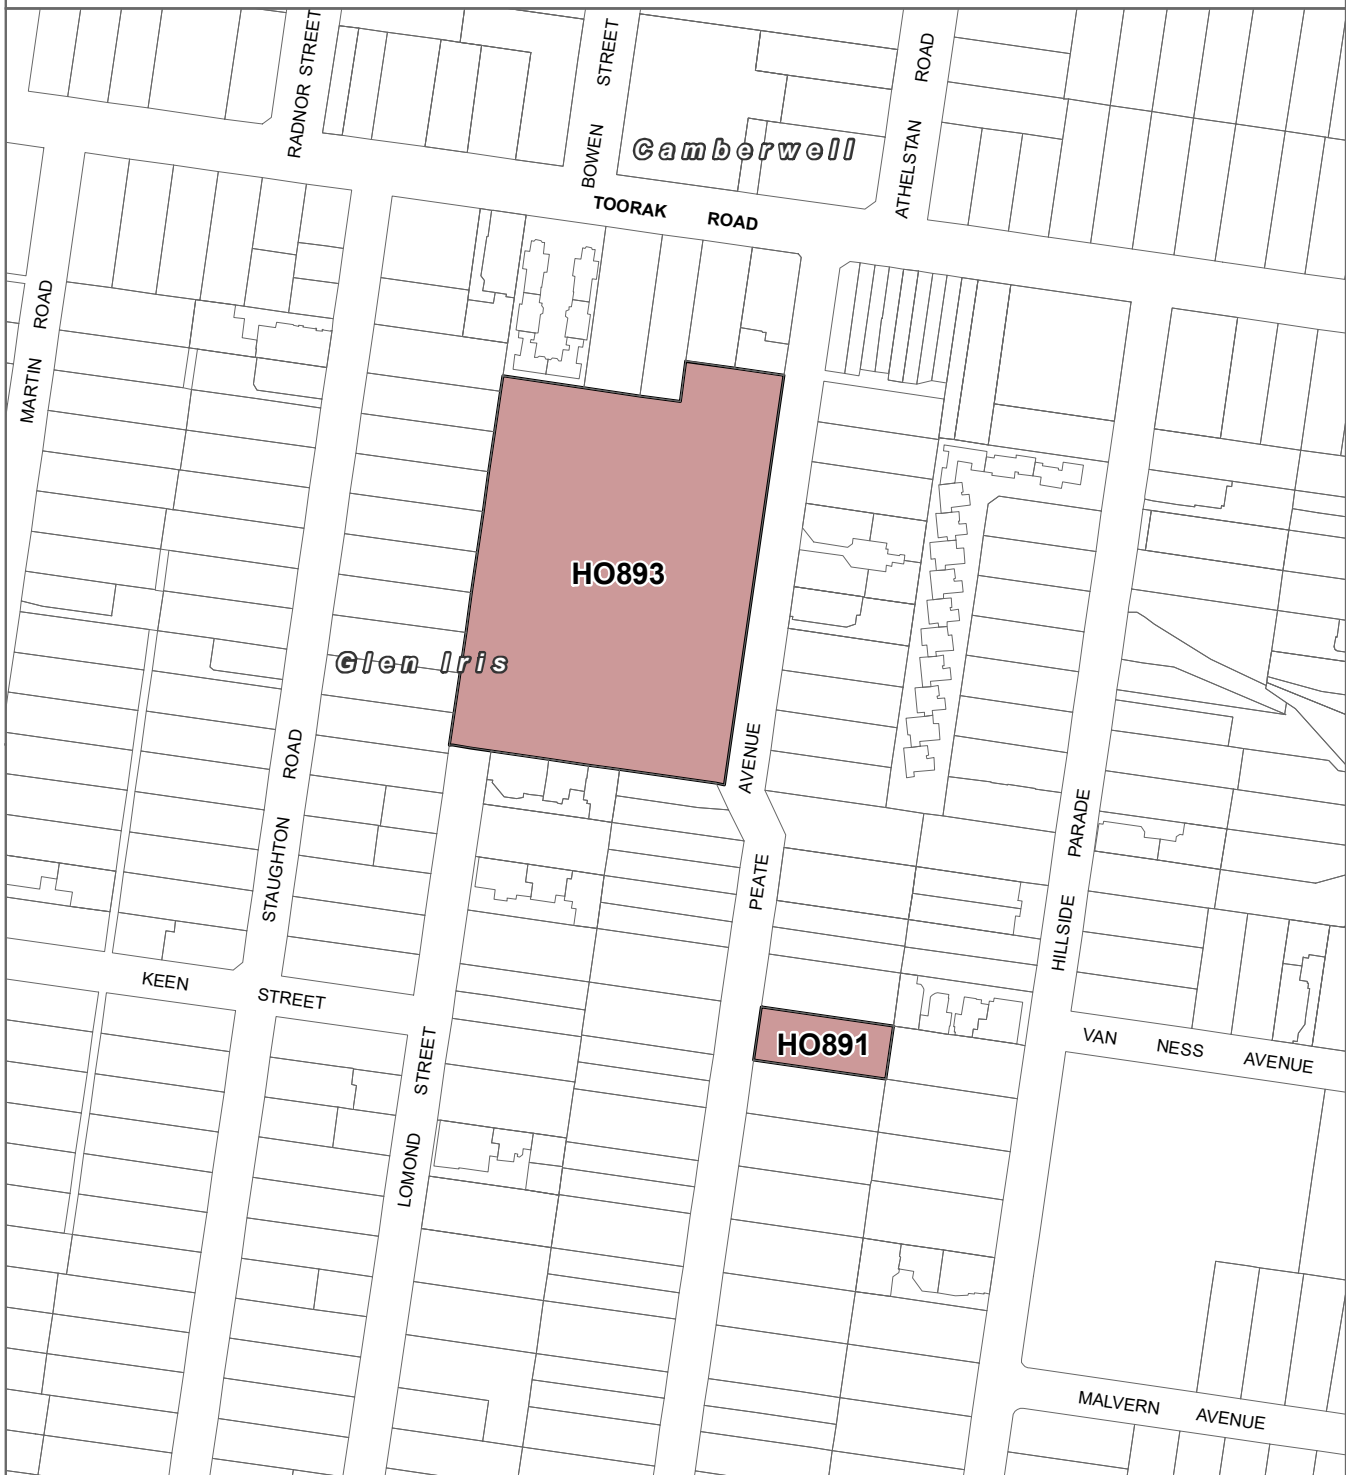 RADNOR STREET
BOWEN STREET
ATHELSTAN ROAD
Camberwell
TOORAK ROAD
MARTIN ROAD
HO893
Glen Iris
STAUGHTON ROAD
PEATE AVENUE
HILLSIDE PARADE
KEEN STREET
LOMOND STREET
HO891
VAN NESS AVENUE
MALVERN AVENUE